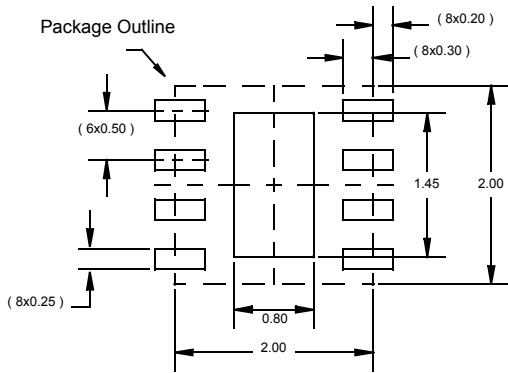 Package Outline
( 8x0.20 )
( 8x0.30 )
( 6x0.50 )
1.45
2.00
( 8x0.25 )
0.80
2.00